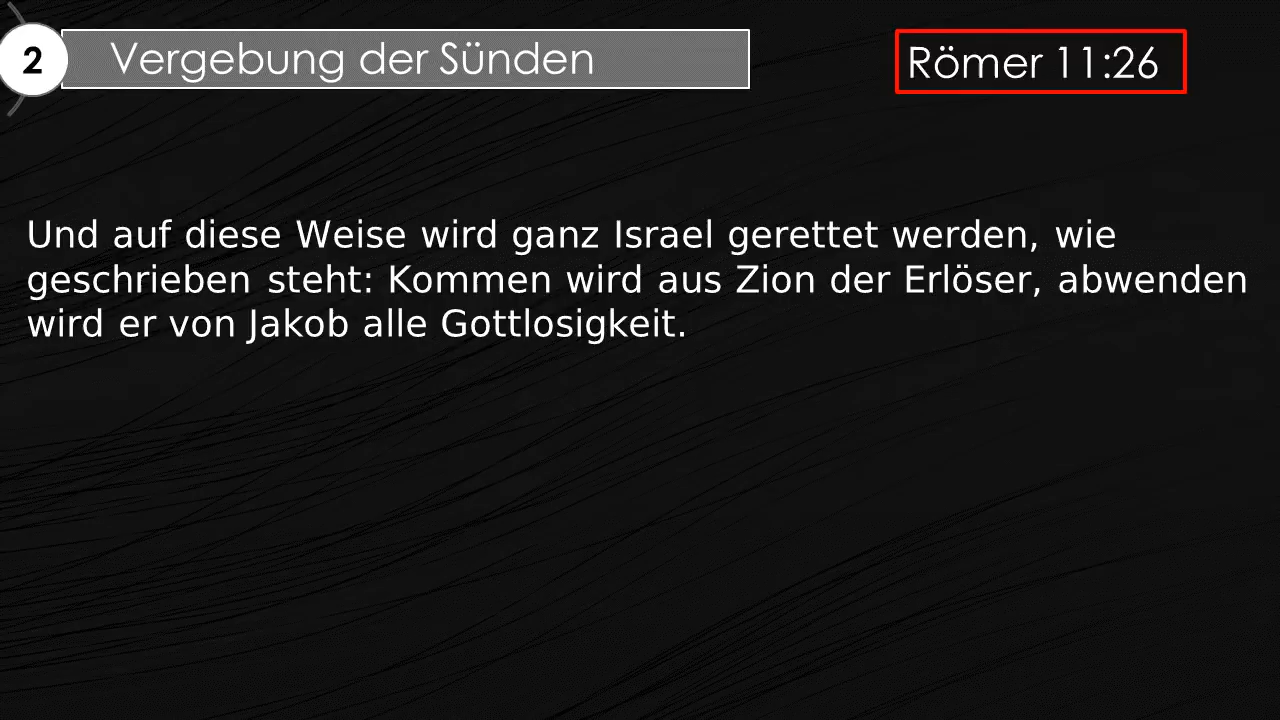 2 Vergebung der Sünden
Römer 11:26
Und auf diese Weise wird ganz Israel gerettet werden, wie
geschrieben steht: Kommen wird aus Zion der Erlöser, abwenden
wird er von Jakob alle Gottlosigkeit.